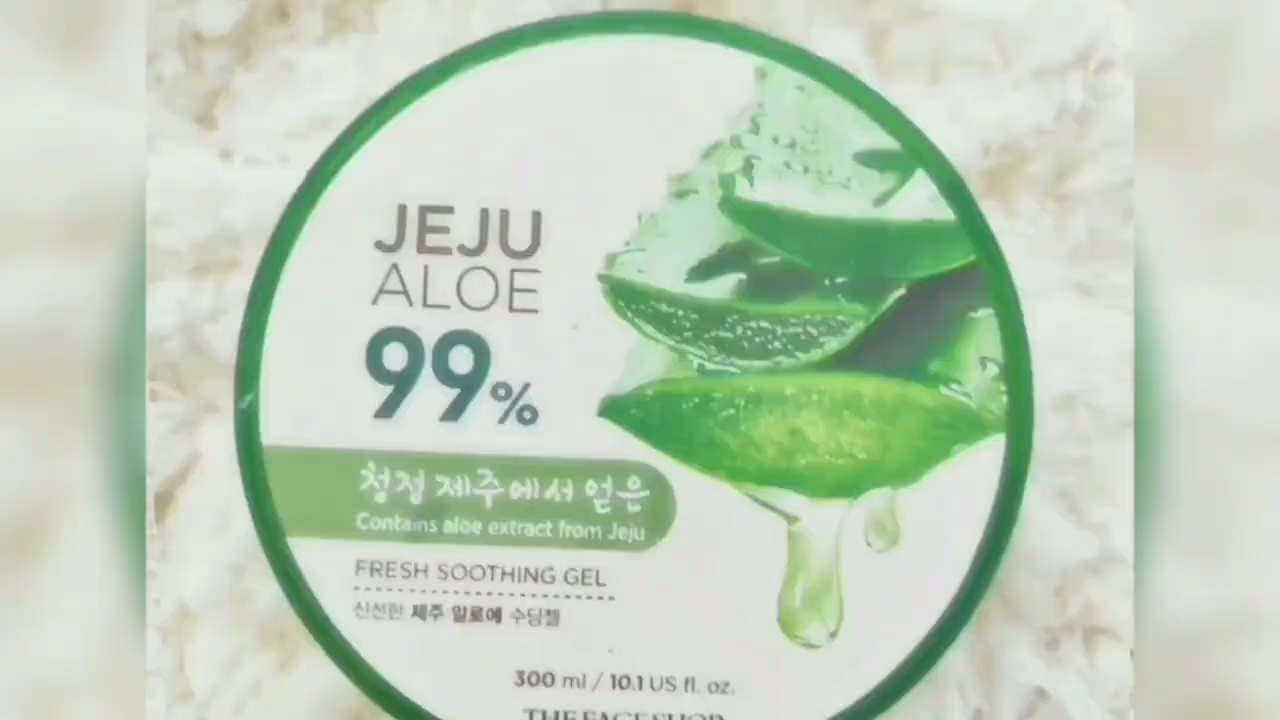 JEJU
ALOE
99%
청정 제주에서 얻은
Contains aloe extract from Jeju
FRESH SOOTHING GEL
신선한 제주 알로에 수딩젤
300 ml / 10.1 US fl. oz.
THEFACESHOP